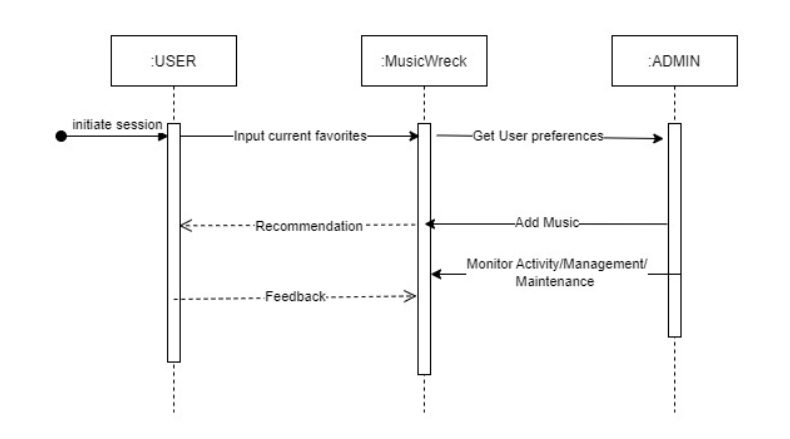 :USER
:MusicWreck
:ADMIN
initiate session
Input current favorites
Get User preferences
Recommendation
Add Music
Monitor Activity/Management/
Maintenance
Feedback